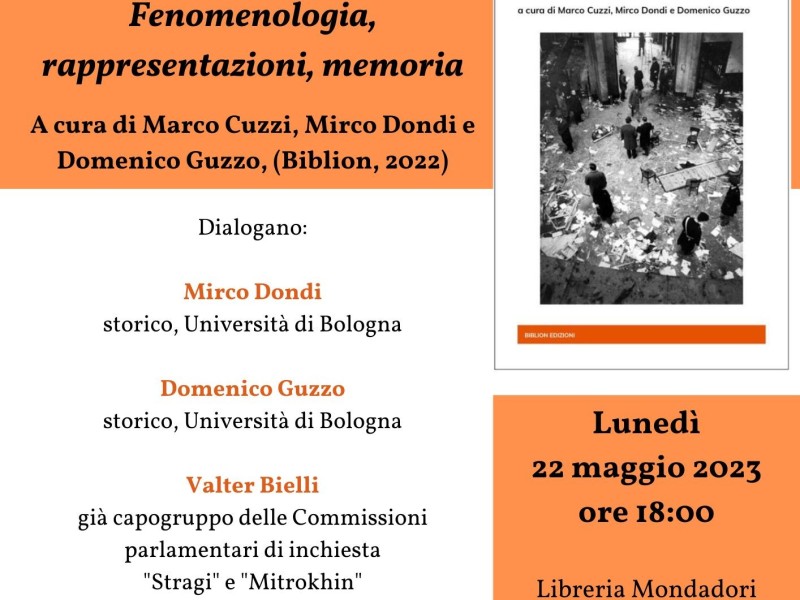 Fenomenologia,
rappresentazioni, memoria
A cura di Marco Cuzzi, Mirco Dondi e
Domenico Guzzo, (Biblion, 2022)
Dialogano:
Mirco Dondi
storico, Università di Bologna
Domenico Guzzo
storico, Università di Bologna
Valter Bielli
già capogruppo delle Commissioni
parlamentari di inchiesta
"Stragi" e "Mitrokhin"
a cura di Marco Cuzzi, Mirco Dondi e Domenico Guzzo
BIBLION EDIZIONI
Lunedì
22 maggio 2023
ore 18:00
Libreria Mondadori